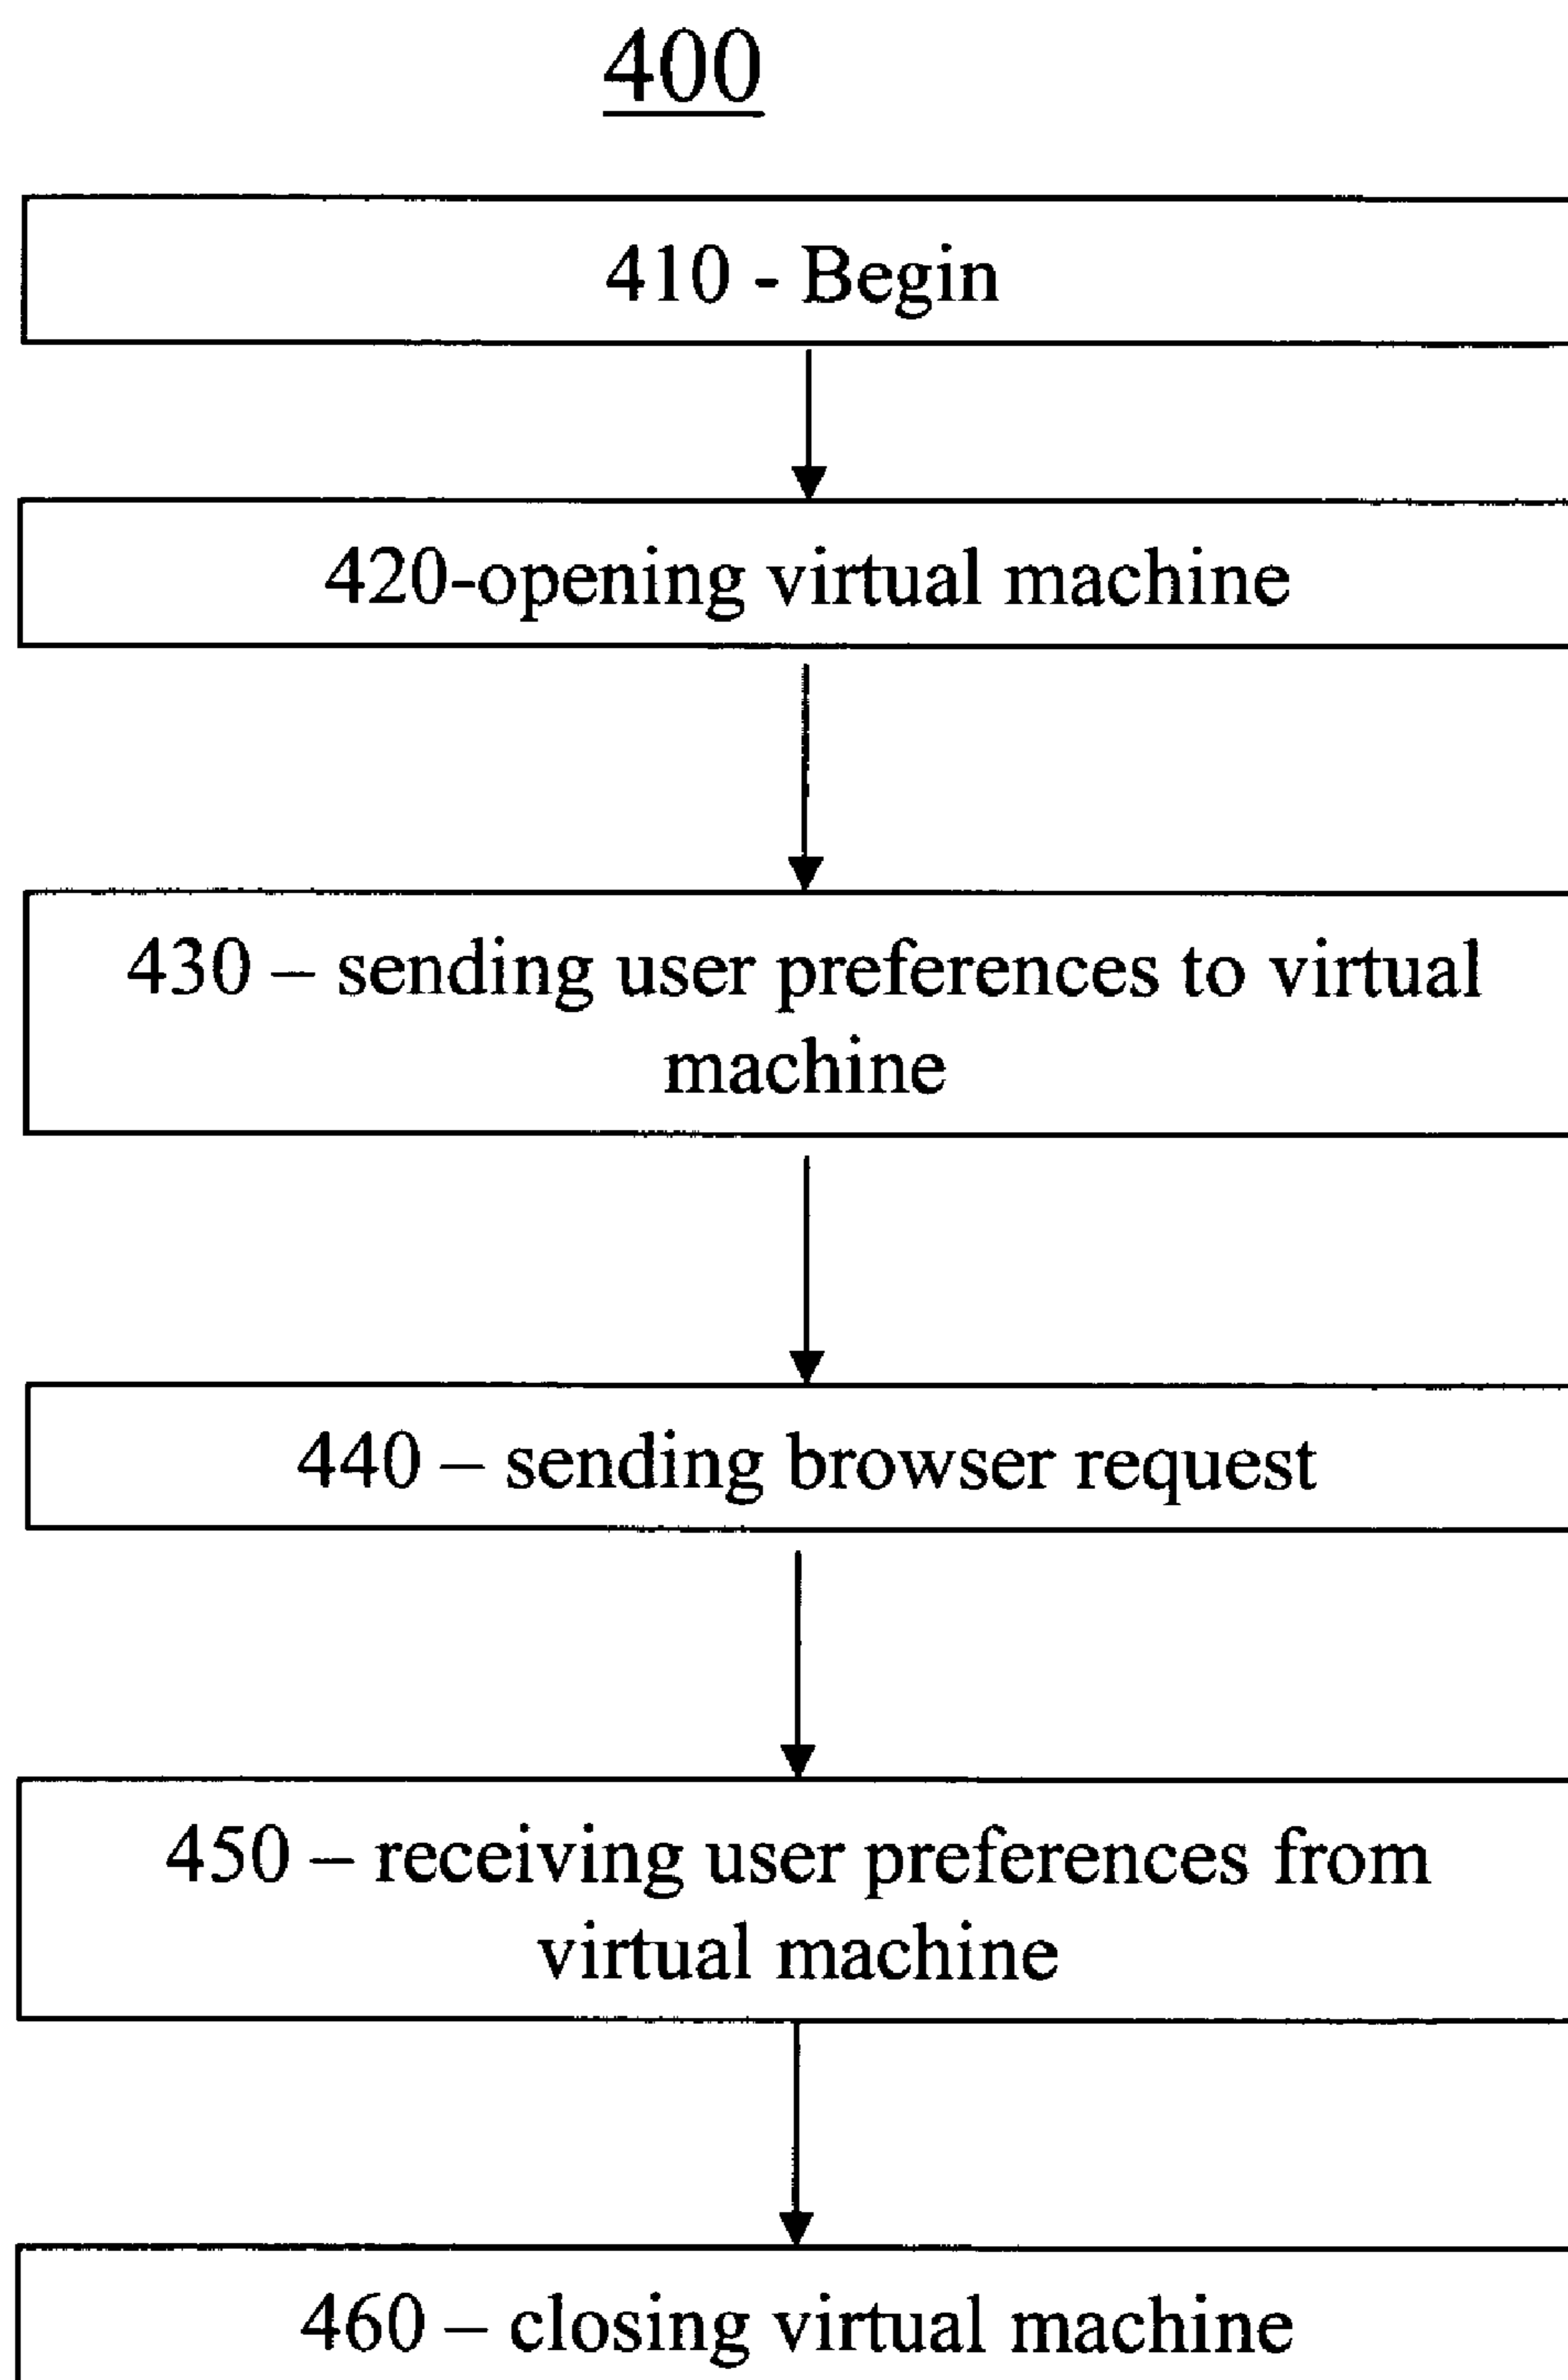 400
410 - Begin
420-opening virtual machine
430 – sending user preferences to virtual
machine
440 – sending browser request
450 – receiving user preferences from
virtual machine
460 – closing virtual machine